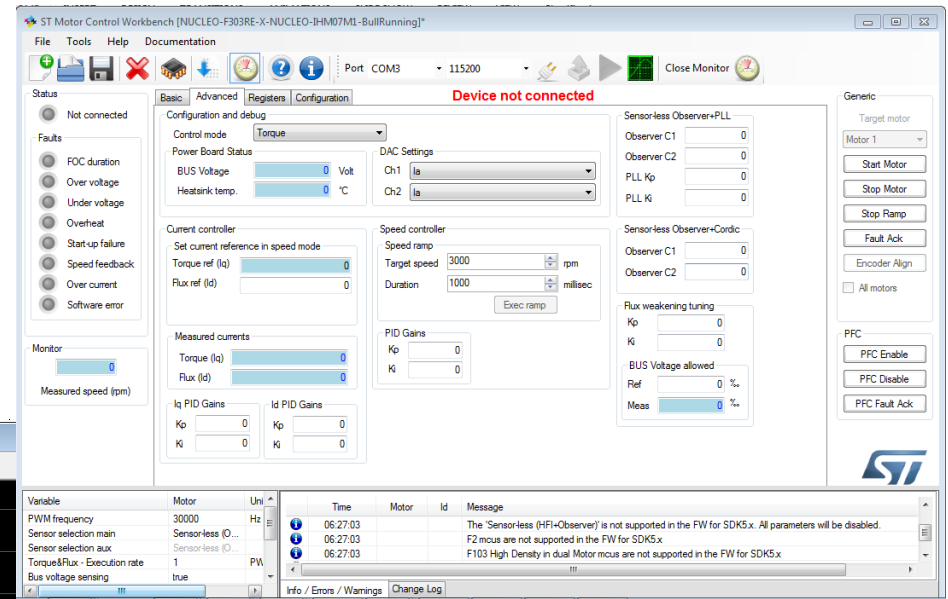 ST Motor Control Workbench [NUCLEO-F303RE-X-NUCLEO-IHM07M1-BullRunning]*
File Tools Help Documentation
Port COM3 115200 Close Monitor
Status
Not connected
Faults
FOC duration
Over voltage
Under voltage
Overheat
Start-up failure
Speed feedback
Over current
Software error
Monitor
0
Measured speed (rpm)
Basic Advanced Registers Configuration
Device not connected
Configuration and debug
Control mode Torque
Power Board Status
BUS Voltage 0 Volt
Heatsink temp. 0 °C
DAC Settings
Ch1 Ia
Ch2 Ia
Current controller
Set current reference in speed mode
Torque ref (Iq) 0
Flux ref (Id) 0
Measured currents
Torque (Iq) 0
Flux (Id) 0
Iq PID Gains
Kp 0
Ki 0
Id PID Gains
Kp 0
Ki 0
Speed controller
Speed ramp
Target speed 3000 rpm
Duration 1000 millisec
Exec ramp
PID Gains
Kp 0
Ki 0
Sensor-less Observer+PLL
Observer C1 0
Observer C2 0
PLL Kp 0
PLL Ki 0
Sensor-less Observer+Cordic
Observer C1 0
Observer C2 0
Flux weakening tuning
Kp 0
Ki 0
BUS Voltage allowed
Ref 0 ‰
Meas 0 ‰
Generic
Target motor
Motor 1
Start Motor
Stop Motor
Stop Ramp
Fault Ack
Encoder Align
All motors
PFC
PFC Enable
PFC Disable
PFC Fault Ack
ST
Variable Motor Uni
PWM frequency 30000 Hz
Sensor selection main Sensor-less (O...
Sensor selection aux Sensor-less (O...
Torque&Flux - Execution rate 1 PW
Bus voltage sensing true
Time Motor Id Message
06:27:03 The 'Sensor-less (HFI+Observer)' is not supported in the FW for SDK5.x. All parameters will be disabled.
06:27:03 F2 mcus are not supported in the FW for SDK5.x
06:27:03 F103 High Density in dual Motor mcus are not supported in the FW for SDK5.x
Info / Errors / Warnings Change Log